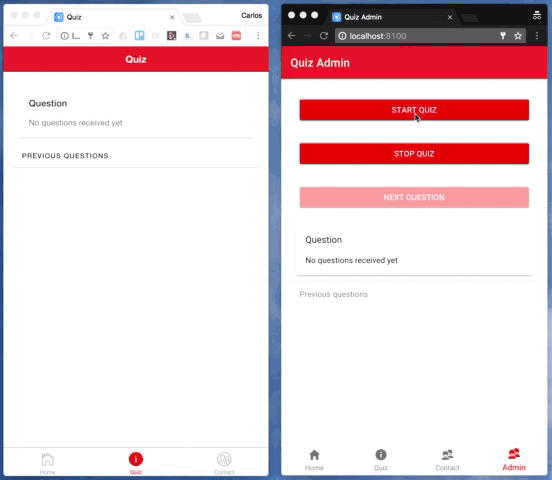 Quiz
Carlos
Quiz
Question
No questions received yet
PREVIOUS QUESTIONS
Home
Quiz
Contact
Quiz Admin
localhost:8100
Quiz Admin
START QUIZ
STOP QUIZ
NEXT QUESTION
Question
No questions received yet
Previous questions
Home
Quiz
Contact
Admin